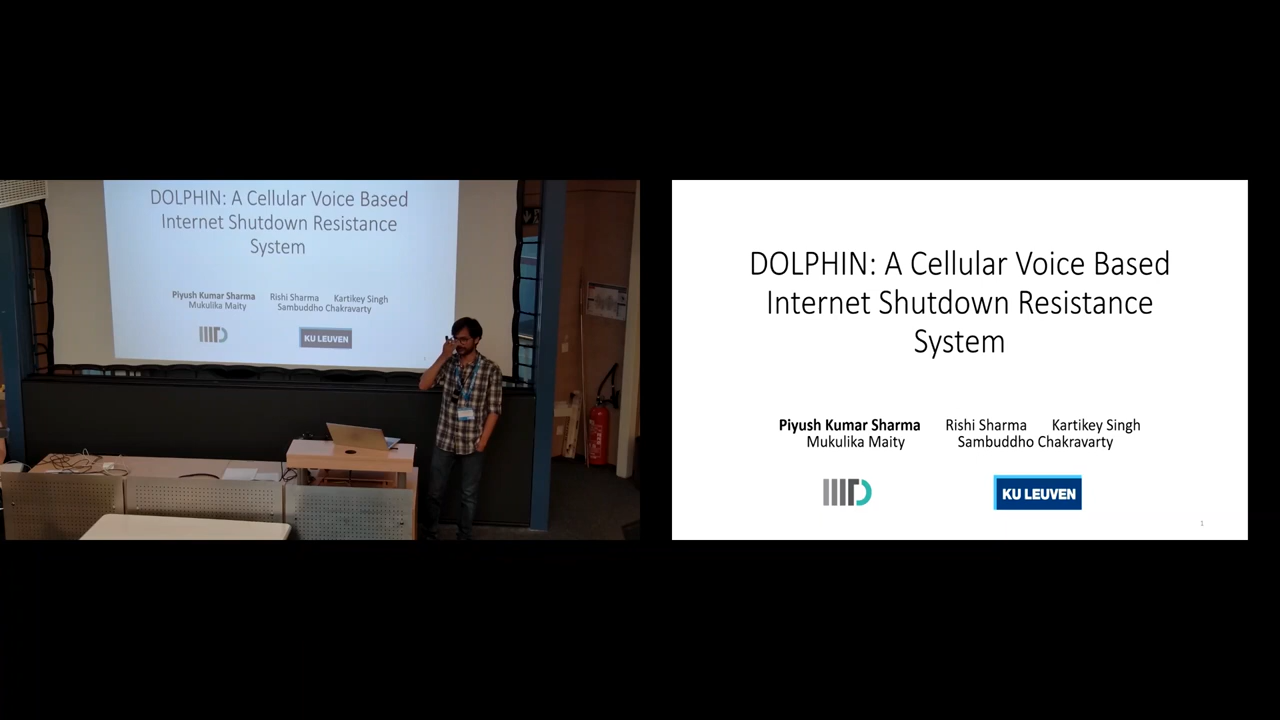 DOLPHIN: A Cellular Voice Based
Internet Shutdown Resistance
System
Piyush Kumar Sharma Rishi Sharma Kartikey Singh
Mukulika Maity Sambuddho Chakravarty
IIITD
KU LEUVEN
DOLPHIN: A Cellular Voice Based
Internet Shutdown Resistance
System
Piyush Kumar Sharma Rishi Sharma Kartikey Singh
Mukulika Maity Sambuddho Chakravarty
IIITD
KU LEUVEN
1